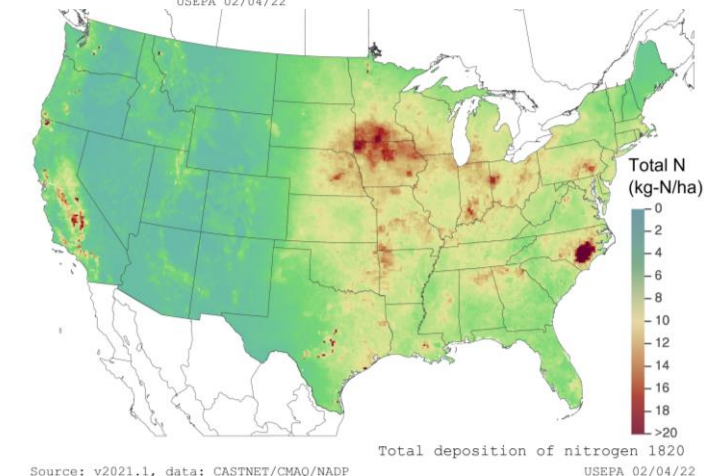 USEPA 02/04/22
Total N
(kg-N/ha)
0
2
4
6
8
10
12
14
16
18
>20
Total deposition of nitrogen 1820
Source: v2021.1, data: CASTNET/CMAQ/NADP
USEPA 02/04/22